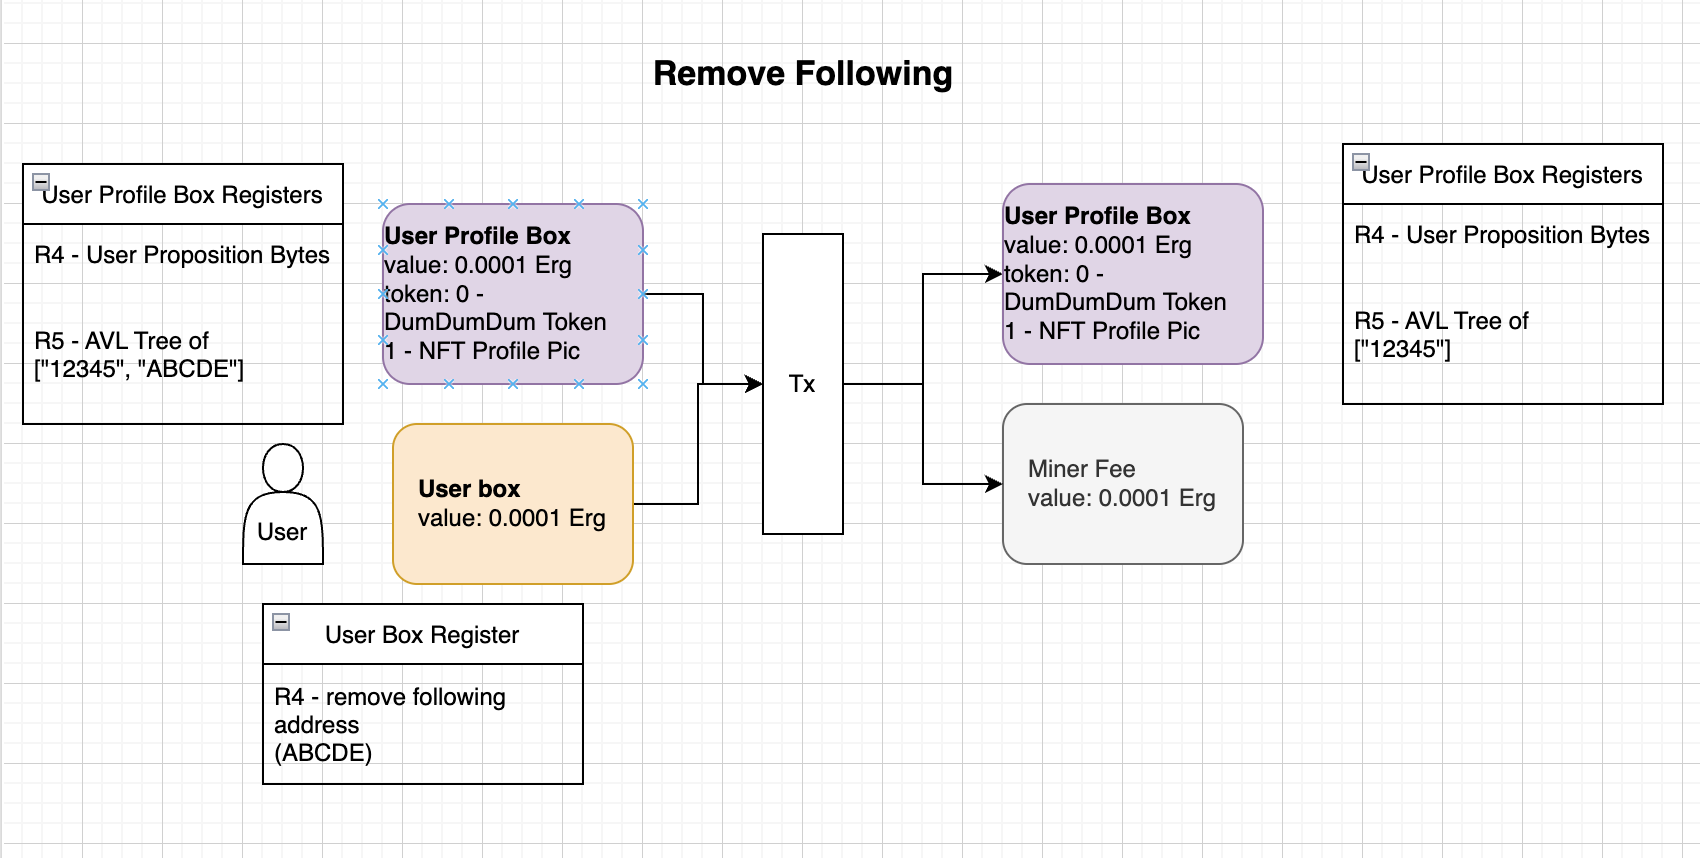 Remove Following
User Profile Box Registers
R4 - User Proposition Bytes
R5 - AVL Tree of
["12345", "ABCDE"]
User Profile Box
value: 0.0001 Erg
token: 0 -
DumDumDum Token
1 - NFT Profile Pic
User
User box
value: 0.0001 Erg
User Box Register
R4 - remove following
address
(ABCDE)
Tx
User Profile Box
value: 0.0001 Erg
token: 0 -
DumDumDum Token
1 - NFT Profile Pic
Miner Fee
value: 0.0001 Erg
User Profile Box Registers
R4 - User Proposition Bytes
R5 - AVL Tree of
["12345"]